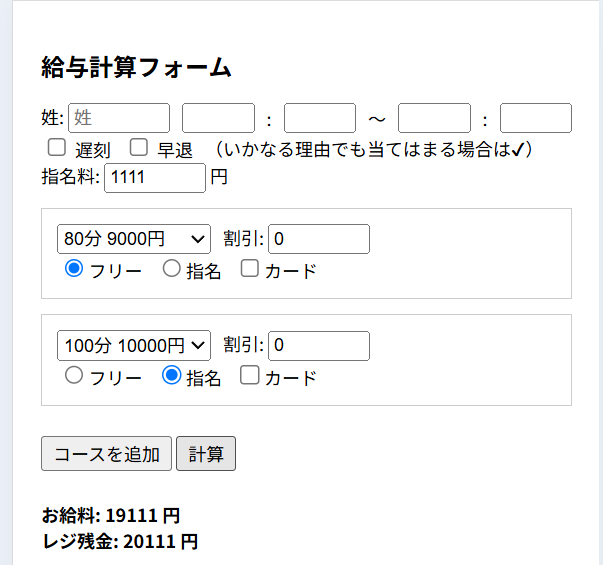 給与計算フォーム
姓: 姓 : ～ :
遅刻 早退 （いかなる理由でも当てはまる場合は✔）
指名料: 1111 円
80分 9000円 割引: 0
フリー 指名 カード
100分 10000円 割引: 0
フリー 指名 カード
コースを追加 計算
お給料: 19111 円
レジ残金: 20111 円